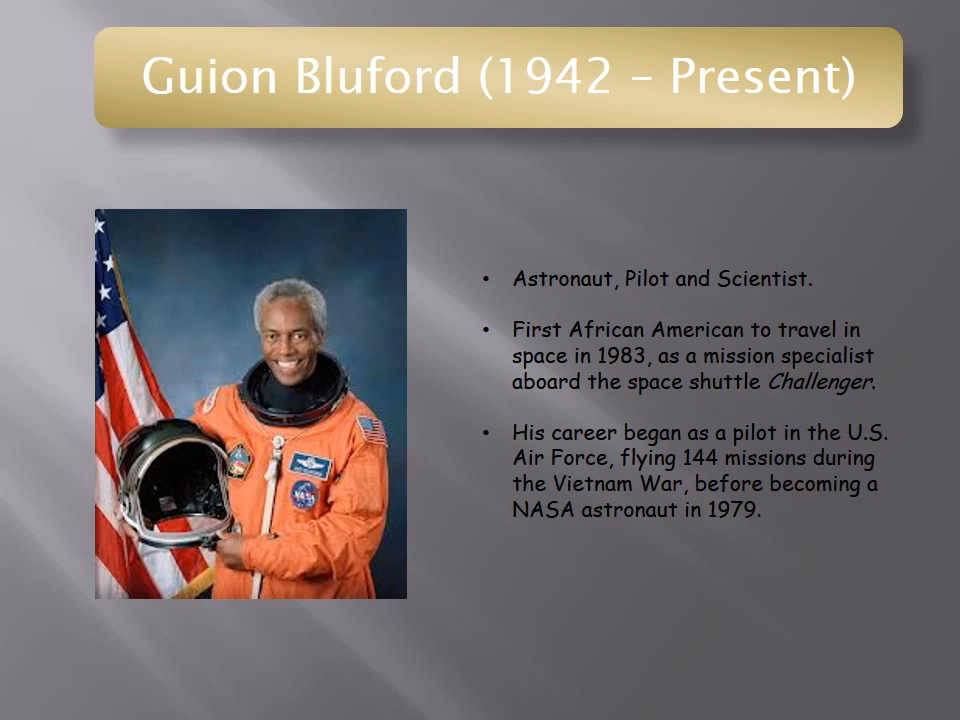 Guion Bluford (1942 – Present)
• Astronaut, Pilot and Scientist.
• First African American to travel in
space in 1983, as a mission specialist
aboard the space shuttle Challenger.
• His career began as a pilot in the U.S.
Air Force, flying 144 missions during
the Vietnam War, before becoming a
NASA astronaut in 1979.
NASA